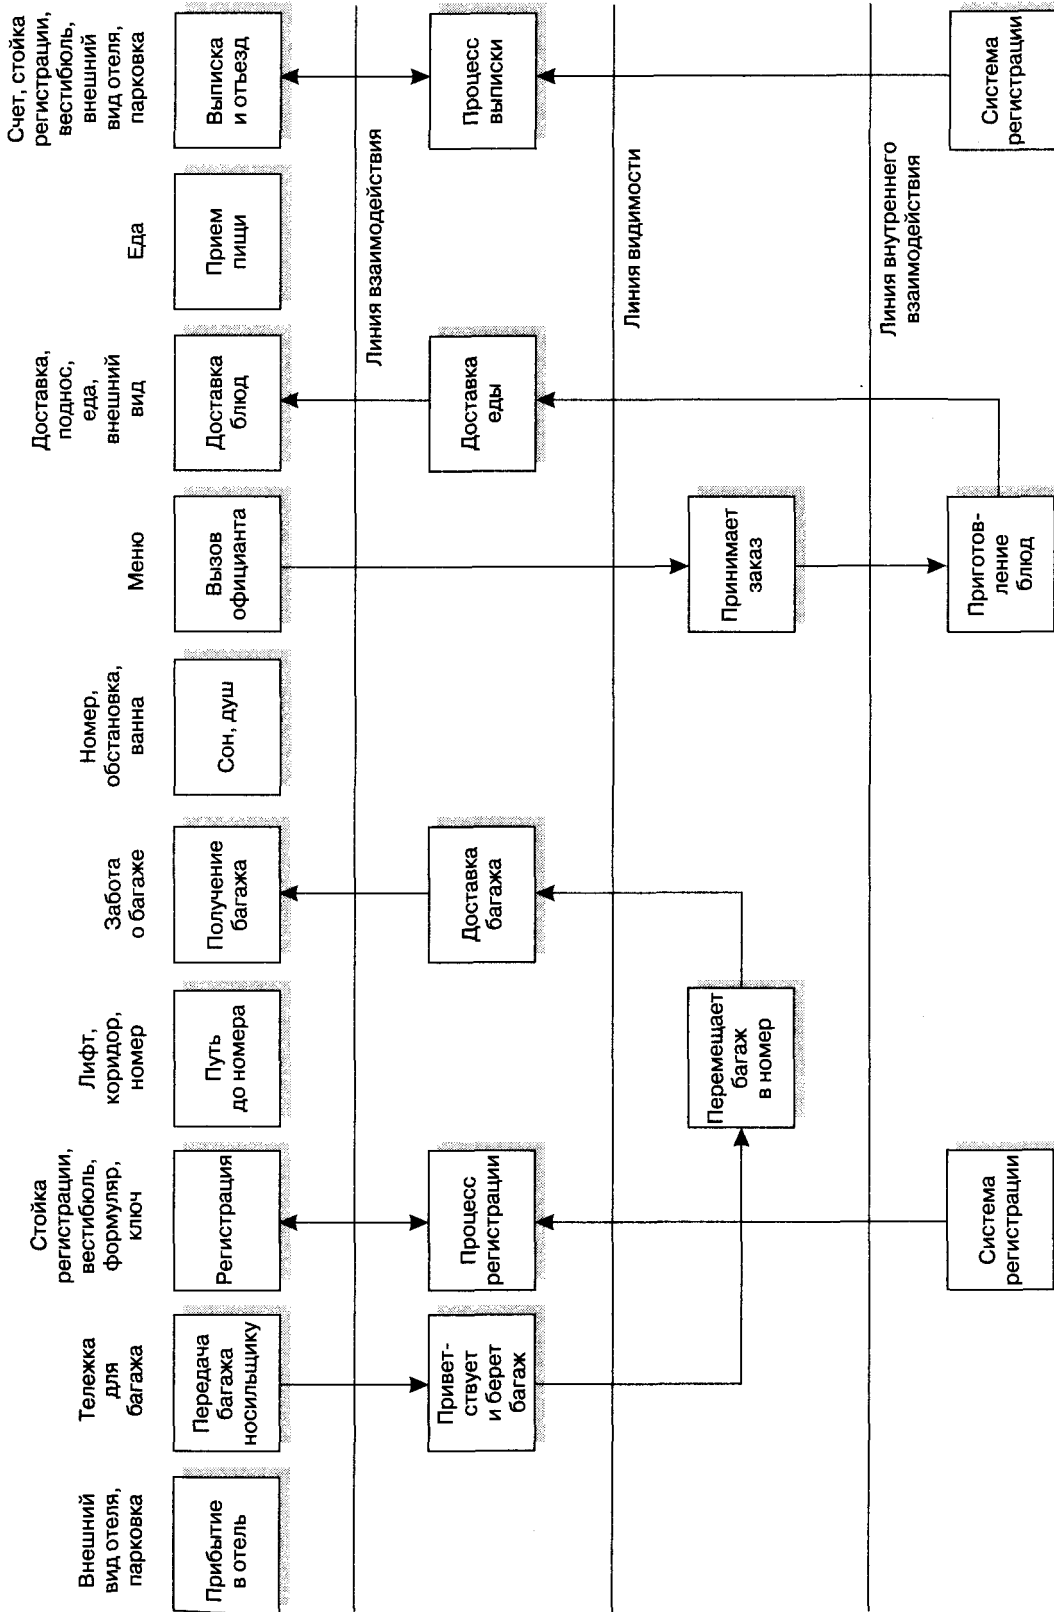 Внешний
вид отеля,
парковка
Тележка
для
багажа
Стойка
регистрации,
вестибюль,
формуляр,
ключ
Лифт,
коридор,
номер
Забота
о багаже
Номер,
обстановка,
ванна
Меню
Доставка,
поднос,
еда,
внешний
вид
Еда
Счет, стойка
регистрации,
вестибюль,
внешний
вид отеля,
парковка
Прибытие
в отель
Передача
багажа
носильщику
Регистрация
Путь
до номера
Получение
багажа
Сон, душ
Вызов
официанта
Доставка
блюд
Прием
пищи
Выписка
и отъезд
Линия взаимодействия
Привет-
ствует
и берет
багаж
Процесс
регистрации
Доставка
багажа
Доставка
еды
Процесс
выписки
Линия видимости
Перемещает
багаж
в номер
Принимает
заказ
Линия внутреннего
взаимодействия
Система
регистрации
Приготов-
ление
блюд
Система
регистрации